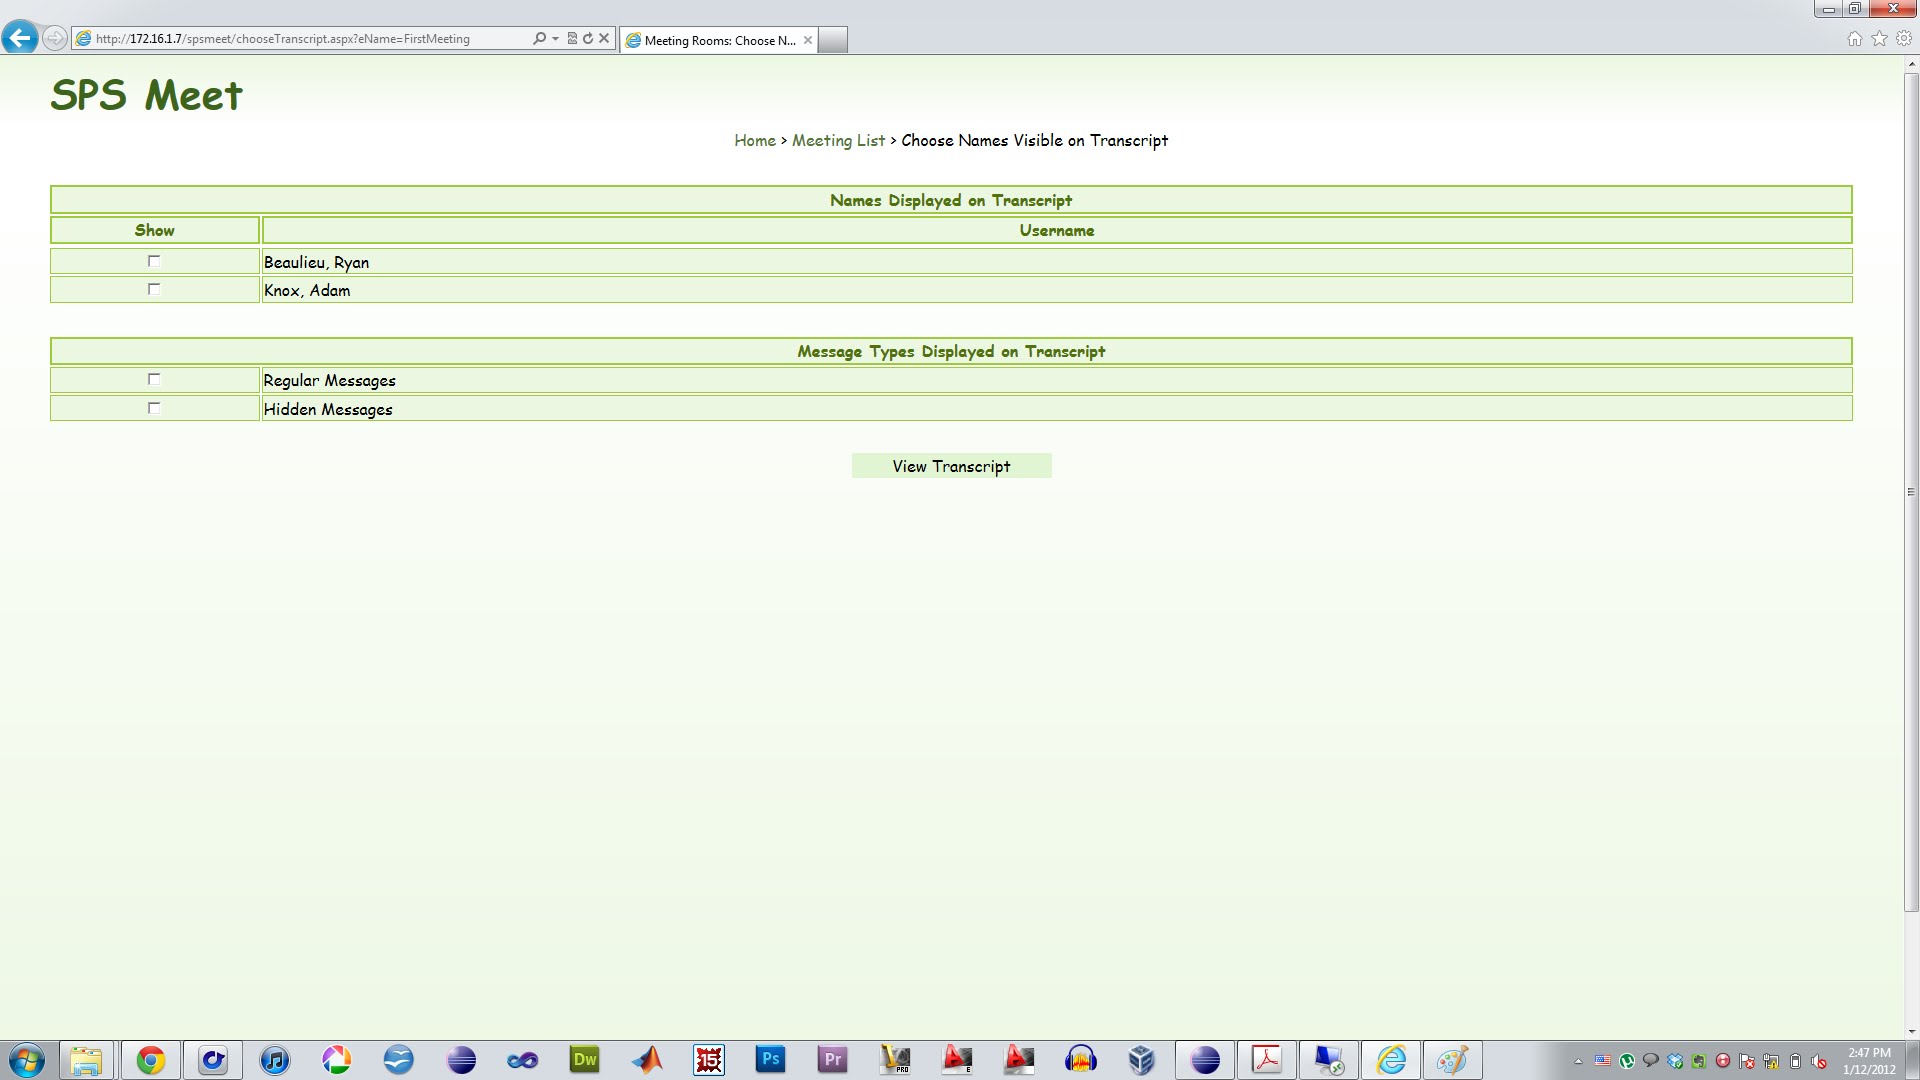 http://172.16.1.7/spsmeet/chooseTranscript.aspx?eName=FirstMeeting
Meeting Rooms: Choose N...
SPS Meet
Home > Meeting List > Choose Names Visible on Transcript
Names Displayed on Transcript
Show Username
Beaulieu, Ryan
Knox, Adam
Message Types Displayed on Transcript
Regular Messages
Hidden Messages
View Transcript
Dw
15
Ps
Pr
PRO
E
2:47 PM
1/12/2012